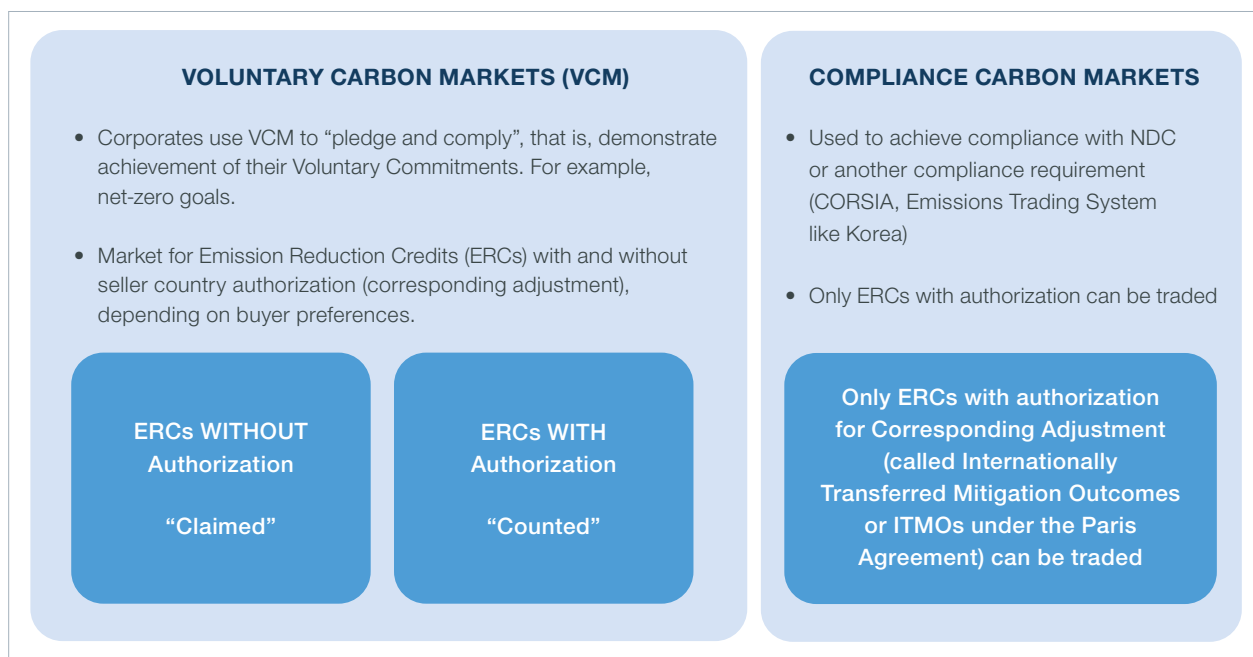 VOLUNTARY CARBON MARKETS (VCM)
• Corporates use VCM to “pledge and comply”, that is, demonstrate
achievement of their Voluntary Commitments. For example,
net-zero goals.
• Market for Emission Reduction Credits (ERCs) with and without
seller country authorization (corresponding adjustment),
depending on buyer preferences.
ERCs WITHOUT
Authorization
“Claimed”
ERCs WITH
Authorization
“Counted”
COMPLIANCE CARBON MARKETS
• Used to achieve compliance with NDC
or another compliance requirement
(CORSIA, Emissions Trading System
like Korea)
• Only ERCs with authorization can be traded
Only ERCs with authorization
for Corresponding Adjustment
(called Internationally
Transferred Mitigation Outcomes
or ITMOs under the Paris
Agreement) can be traded